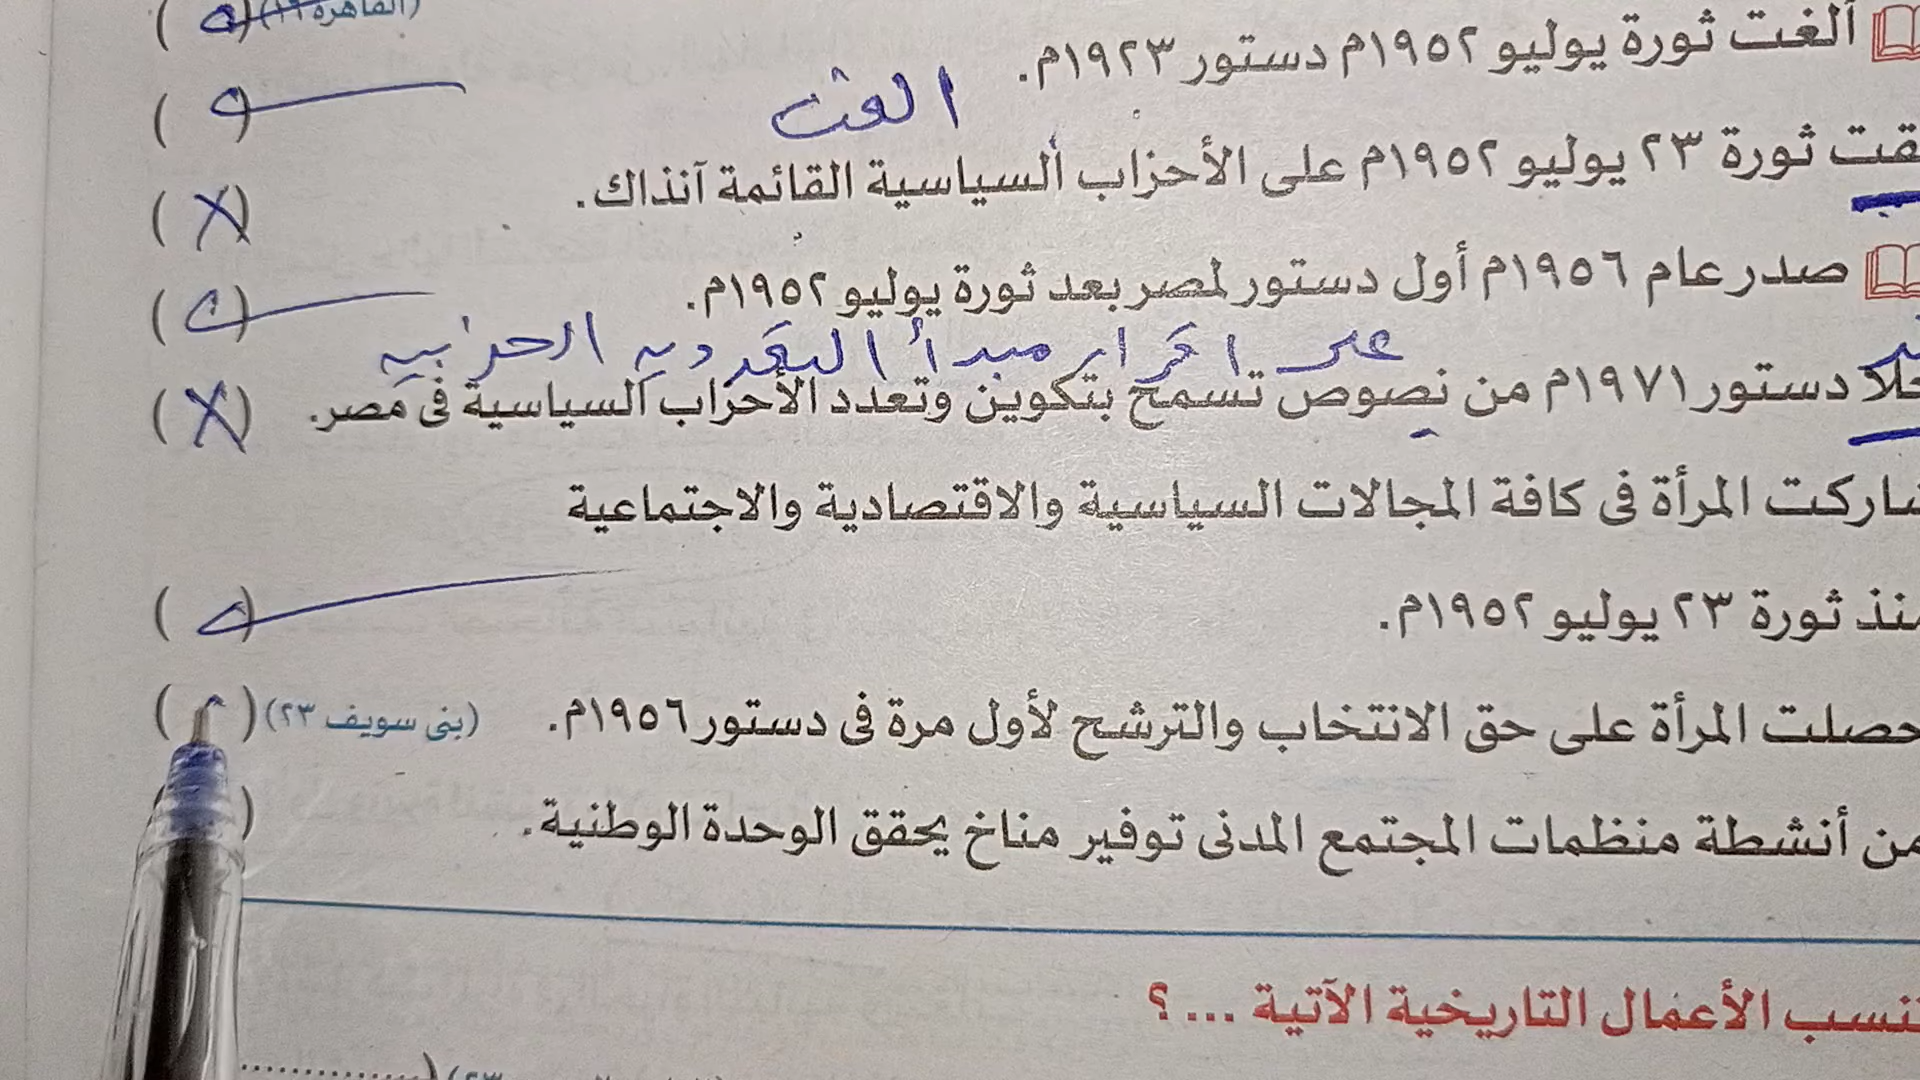 (القاهرة ١٩)
ألغت ثورة يوليو ١٩٥٢م دستور ١٩٢٣م. ( )
الغت
قت ثورة ٢٣ يوليو ١٩٥٢م على الأحزاب السياسية القائمة آنذاك. (X)
صدر عام ١٩٥٦م أول دستور لمصر بعد ثورة يوليو ١٩٥٢م. ( )
على اقرار مبدأ التعددية الحزبية
خلا دستور ١٩٧١م من نصوص تسمح بتكوين وتعدد الأحزاب السياسية فى مصر. (X)
شاركت المرأة فى كافة المجالات السياسية والاقتصادية والاجتماعية
منذ ثورة ٢٣ يوليو ١٩٥٢م. ( )
حصلت المرأة على حق الانتخاب والترشح لأول مرة فى دستور ١٩٥٦م. (بنى سويف ٢٣) ( )
من أنشطة منظمات المجتمع المدنى توفير مناخ يحقق الوحدة الوطنية.
تنسب الأعمال التاريخية الآتية ...؟